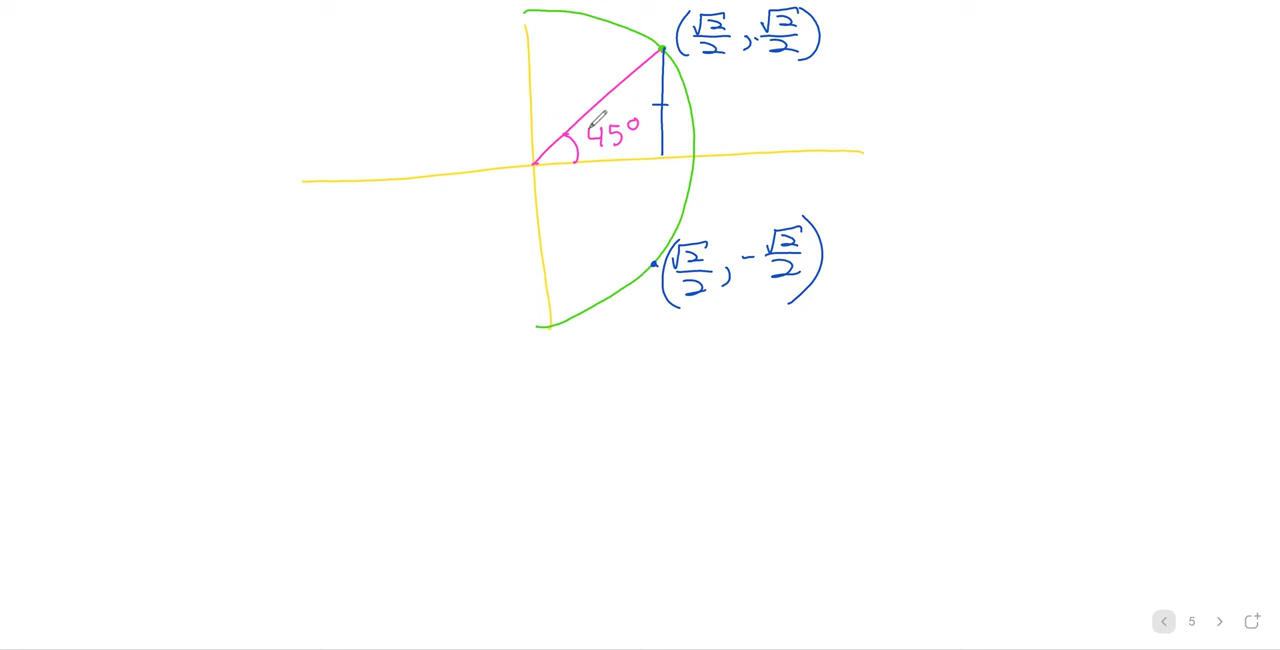 (√2/2, √2/2)
45°
(√2/2, -√2/2)
5